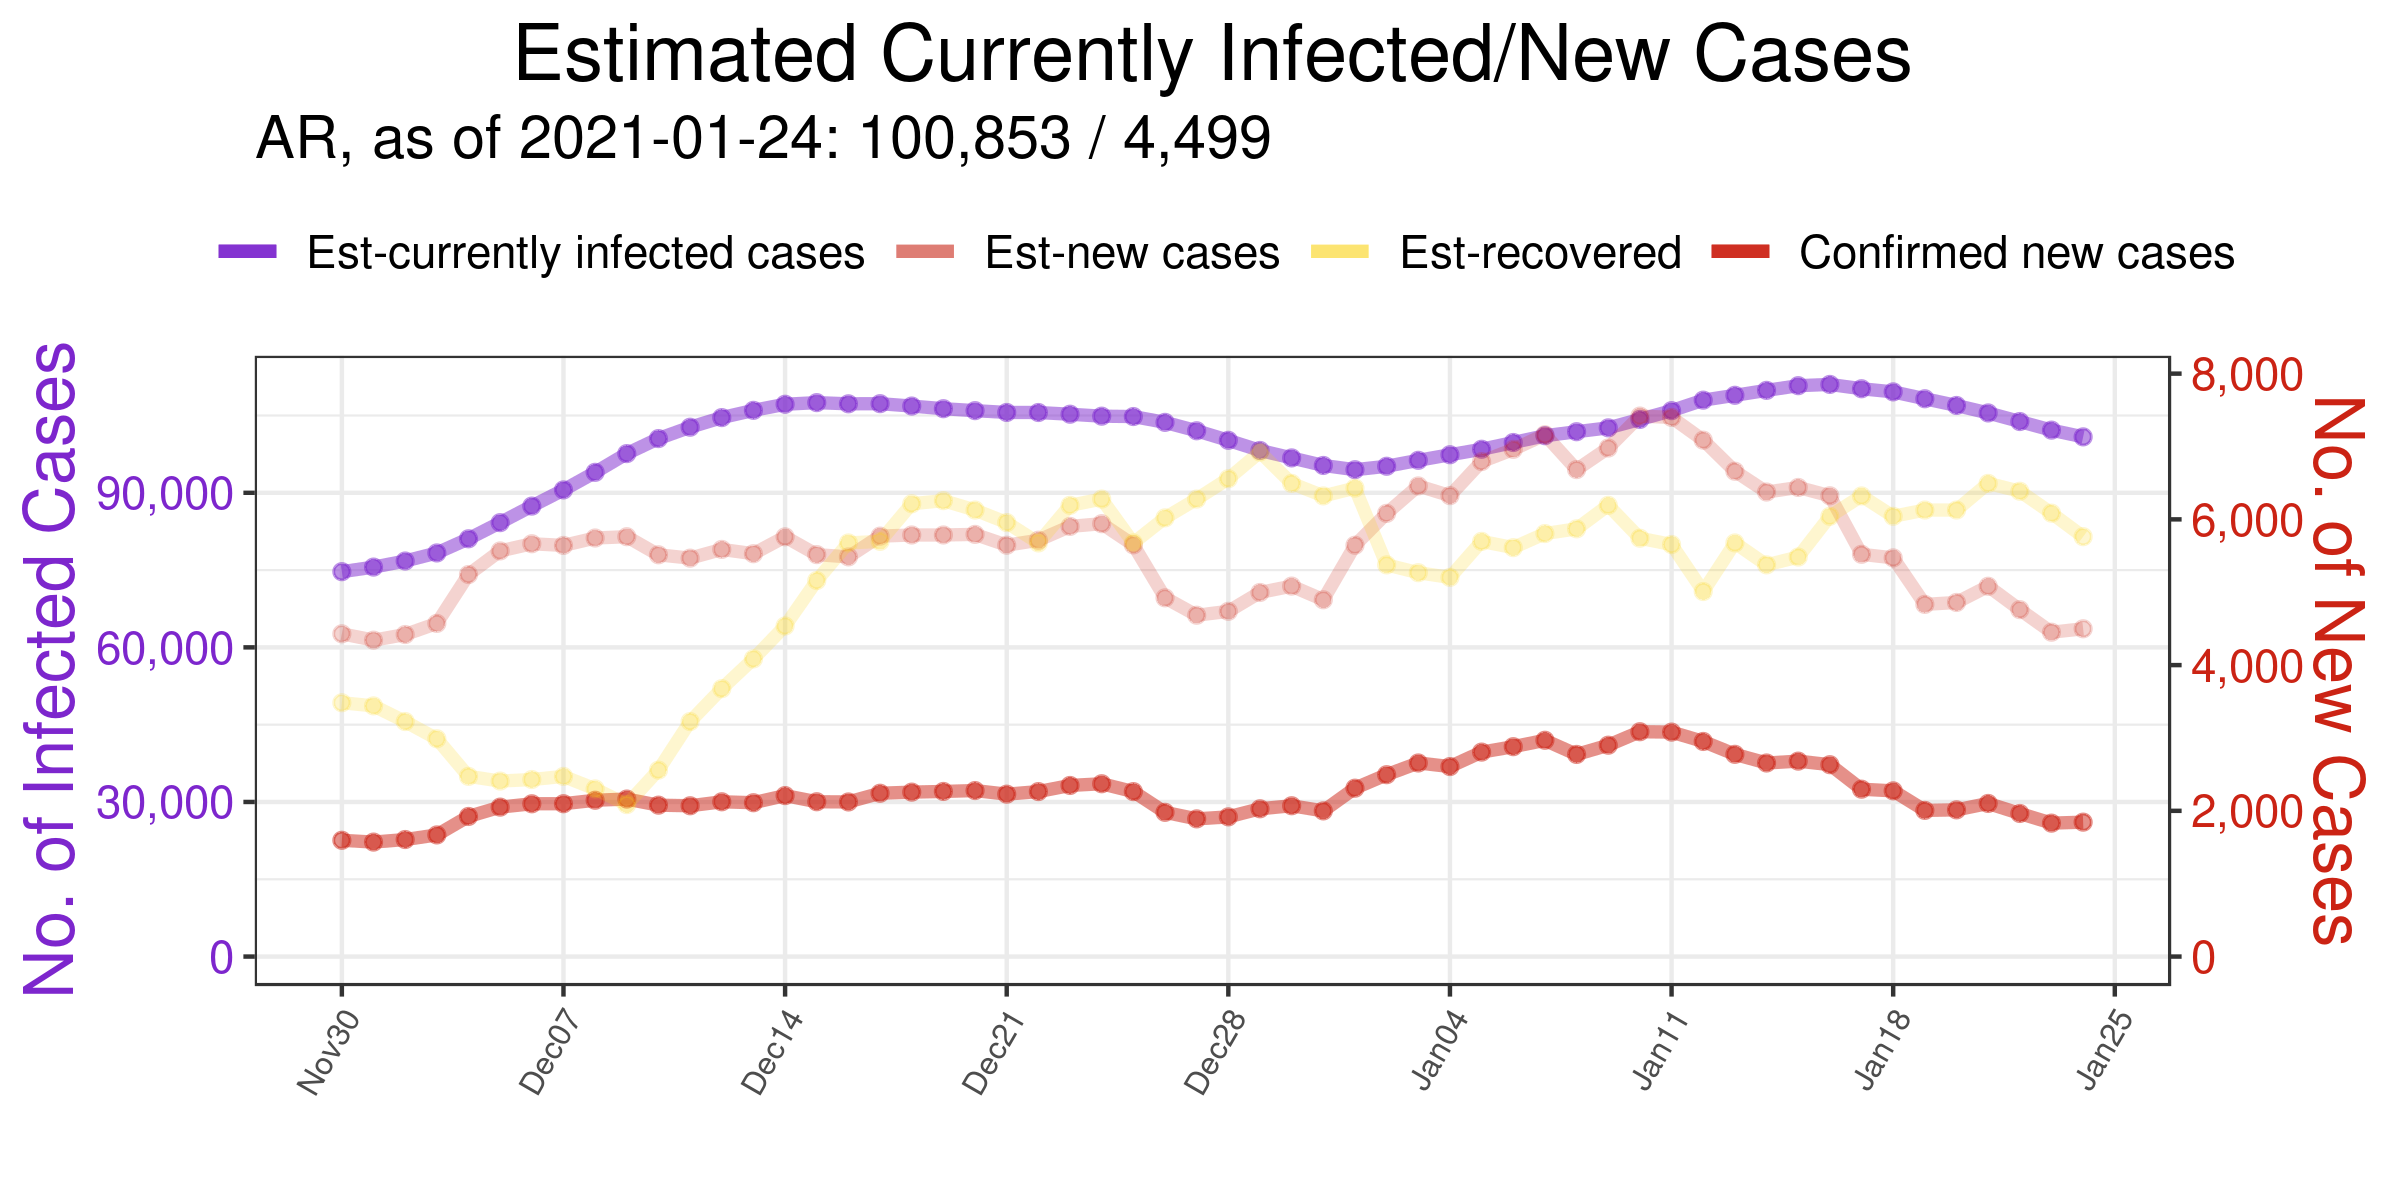 Estimated Currently Infected/New Cases
AR, as of 2021-01-24: 100,853 / 4,499
Est-currently infected cases
Est-new cases
Est-recovered
Confirmed new cases
No. of Infected Cases
90,000
60,000
30,000
0
8,000
6,000
4,000
2,000
0
No. of New Cases
Nov30
Dec07
Dec14
Dec21
Dec28
Jan04
Jan11
Jan18
Jan25